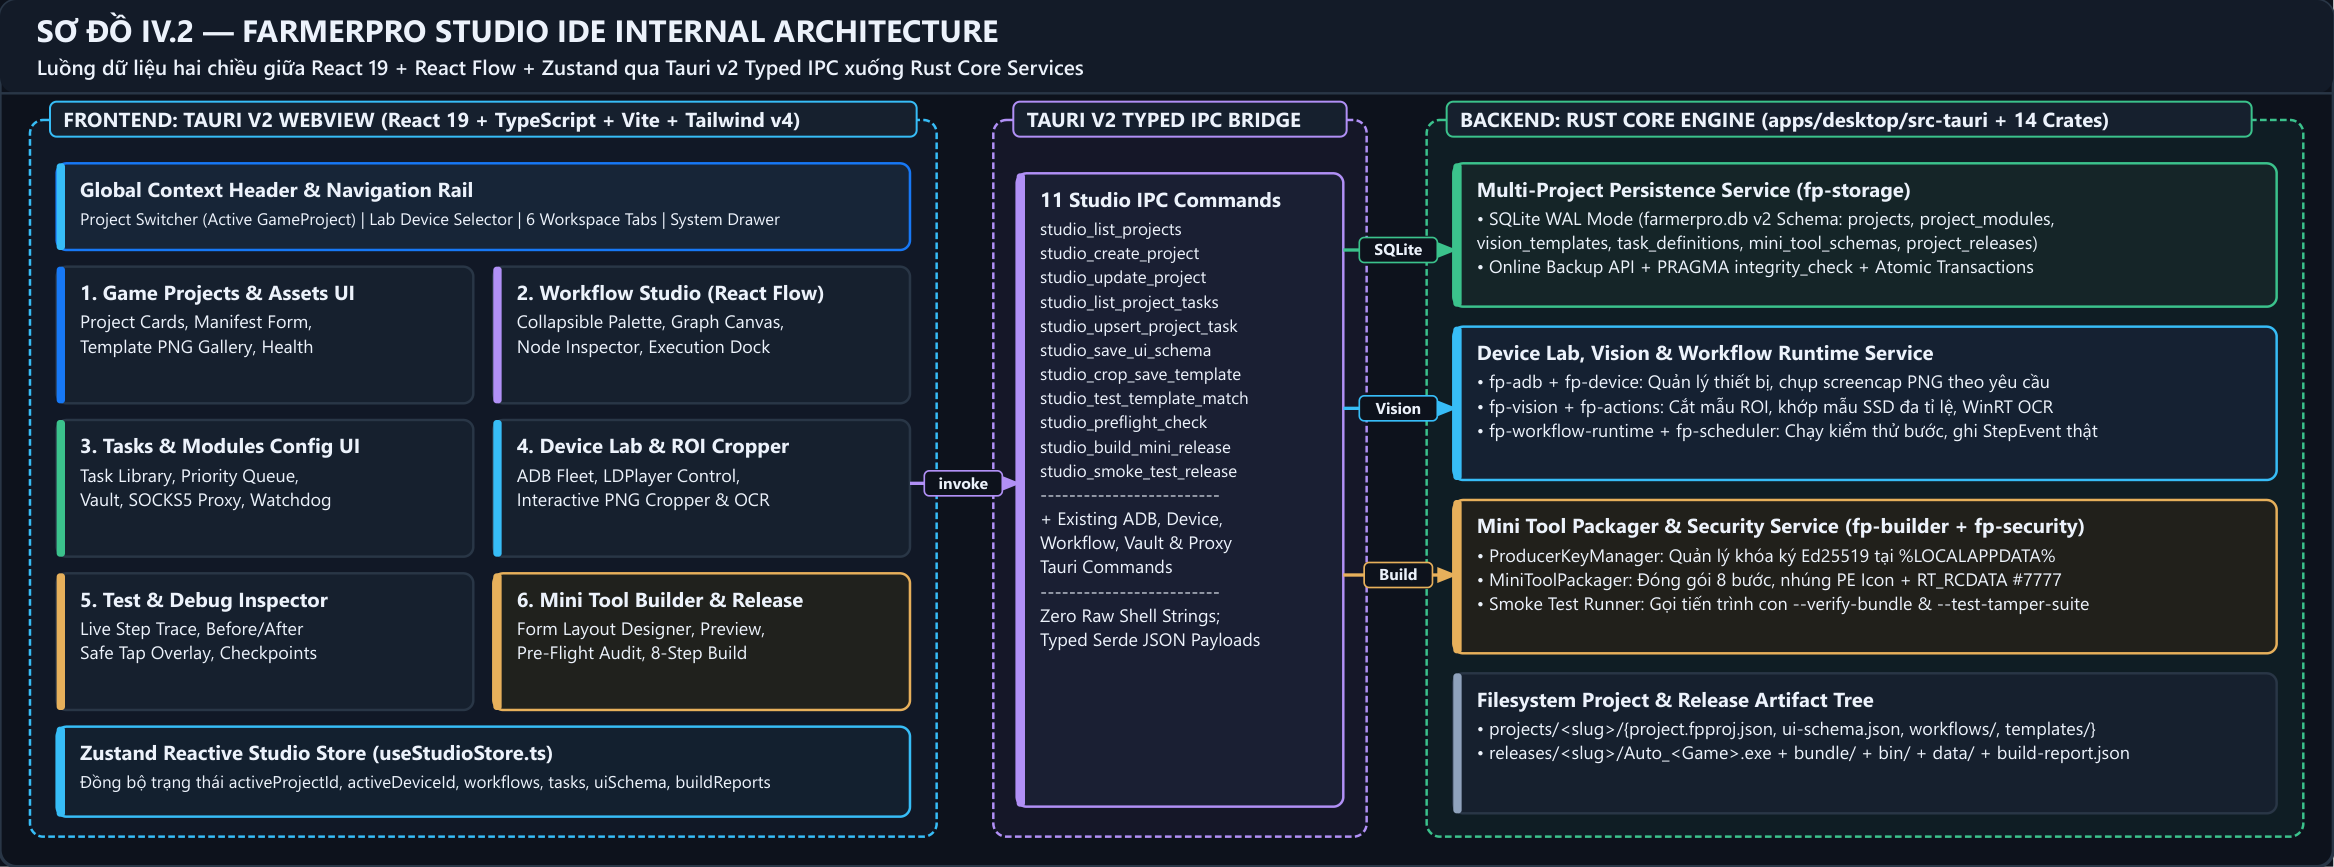 SƠ ĐỒ IV.2 — FARMERPRO STUDIO IDE INTERNAL ARCHITECTURE
Luồng dữ liệu hai chiều giữa React 19 + React Flow + Zustand qua Tauri v2 Typed IPC xuống Rust Core Services
FRONTEND: TAURI V2 WEBVIEW (React 19 + TypeScript + Vite + Tailwind v4)
Global Context Header & Navigation Rail
Project Switcher (Active GameProject) | Lab Device Selector | 6 Workspace Tabs | System Drawer
1. Game Projects & Assets UI
Project Cards, Manifest Form,
Template PNG Gallery, Health
2. Workflow Studio (React Flow)
Collapsible Palette, Graph Canvas,
Node Inspector, Execution Dock
3. Tasks & Modules Config UI
Task Library, Priority Queue,
Vault, SOCKS5 Proxy, Watchdog
4. Device Lab & ROI Cropper
ADB Fleet, LDPlayer Control,
Interactive PNG Cropper & OCR
5. Test & Debug Inspector
Live Step Trace, Before/After
Safe Tap Overlay, Checkpoints
6. Mini Tool Builder & Release
Form Layout Designer, Preview,
Pre-Flight Audit, 8-Step Build
Zustand Reactive Studio Store (useStudioStore.ts)
Đồng bộ trạng thái activeProjectId, activeDeviceId, workflows, tasks, uiSchema, buildReports
invoke
TAURI V2 TYPED IPC BRIDGE
11 Studio IPC Commands
studio_list_projects
studio_create_project
studio_update_project
studio_list_project_tasks
studio_upsert_project_task
studio_save_ui_schema
studio_crop_save_template
studio_test_template_match
studio_preflight_check
studio_build_mini_release
studio_smoke_test_release
-------------------------
+ Existing ADB, Device,
Workflow, Vault & Proxy
Tauri Commands
-------------------------
Zero Raw Shell Strings;
Typed Serde JSON Payloads
SQLite
Vision
Build
BACKEND: RUST CORE ENGINE (apps/desktop/src-tauri + 14 Crates)
Multi-Project Persistence Service (fp-storage)
• SQLite WAL Mode (farmerpro.db v2 Schema: projects, project_modules,
vision_templates, task_definitions, mini_tool_schemas, project_releases)
• Online Backup API + PRAGMA integrity_check + Atomic Transactions
Device Lab, Vision & Workflow Runtime Service
• fp-adb + fp-device: Quản lý thiết bị, chụp screencap PNG theo yêu cầu
• fp-vision + fp-actions: Cắt mẫu ROI, khớp mẫu SSD đa tỉ lệ, WinRT OCR
• fp-workflow-runtime + fp-scheduler: Chạy kiểm thử bước, ghi StepEvent thật
Mini Tool Packager & Security Service (fp-builder + fp-security)
• ProducerKeyManager: Quản lý khóa ký Ed25519 tại %LOCALAPPDATA%
• MiniToolPackager: Đóng gói 8 bước, nhúng PE Icon + RT_RCDATA #7777
• Smoke Test Runner: Gọi tiến trình con --verify-bundle & --test-tamper-suite
Filesystem Project & Release Artifact Tree
• projects/<slug>/{project.fpproj.json, ui-schema.json, workflows/, templates/}
• releases/<slug>/Auto_<Game>.exe + bundle/ + bin/ + data/ + build-report.json